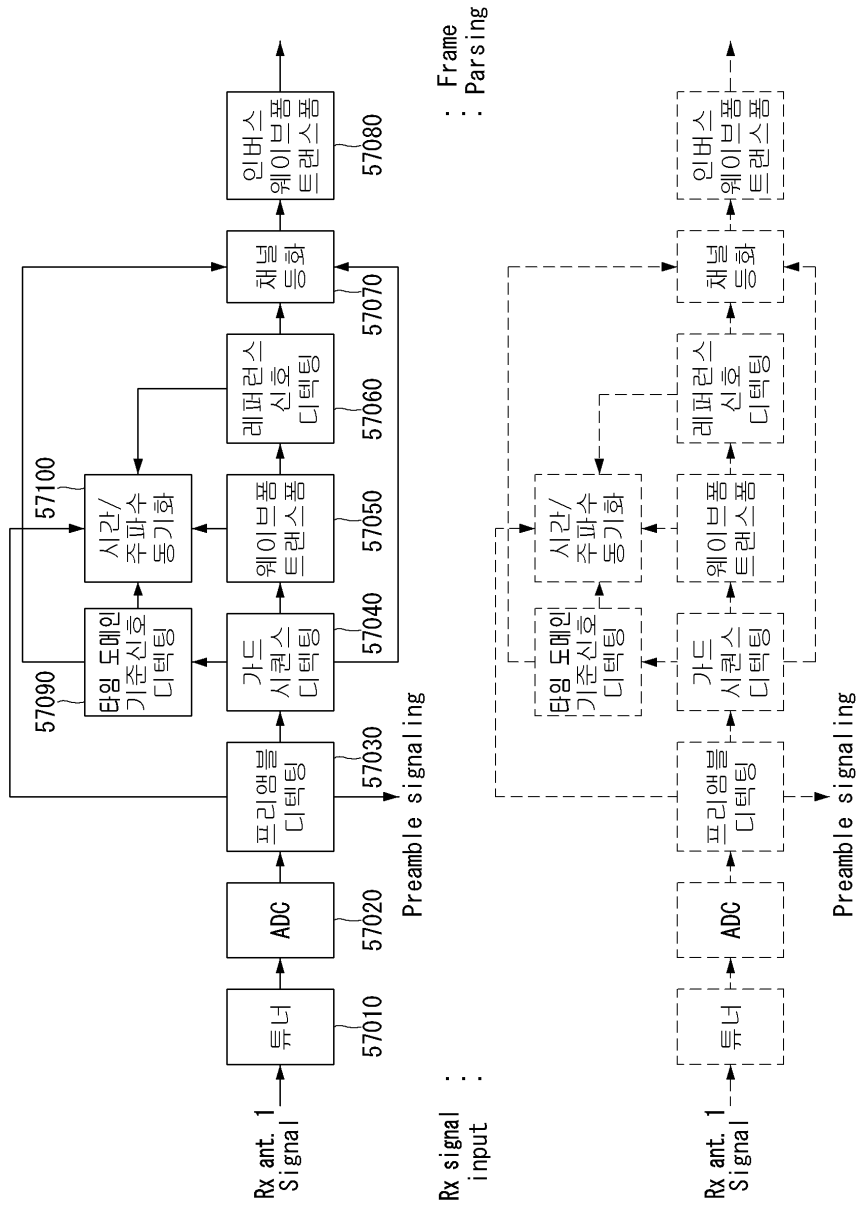 Rx ant. 1
Signal
튜너
57010
ADC
57020
프리앰블
디텍팅
57030
Preamble signaling
가드
시퀀스
디텍팅
57040
웨이브폼
트랜스폼
57050
레퍼런스
신호
디텍팅
57060
채널
등화
57070
인버스
웨이브폼
트랜스폼
57080
타임 도메인
기준신호
디텍팅
57090
시간/
주파수
동기화
57100
Rx signal
input
...
... Frame
Parsing
Rx ant. 1
Signal
튜너
ADC
프리앰블
디텍팅
Preamble signaling
가드
시퀀스
디텍팅
웨이브폼
트랜스폼
레퍼런스
신호
디텍팅
채널
등화
인버스
웨이브폼
트랜스폼
타임 도메인
기준신호
디텍팅
시간/
주파수
동기화